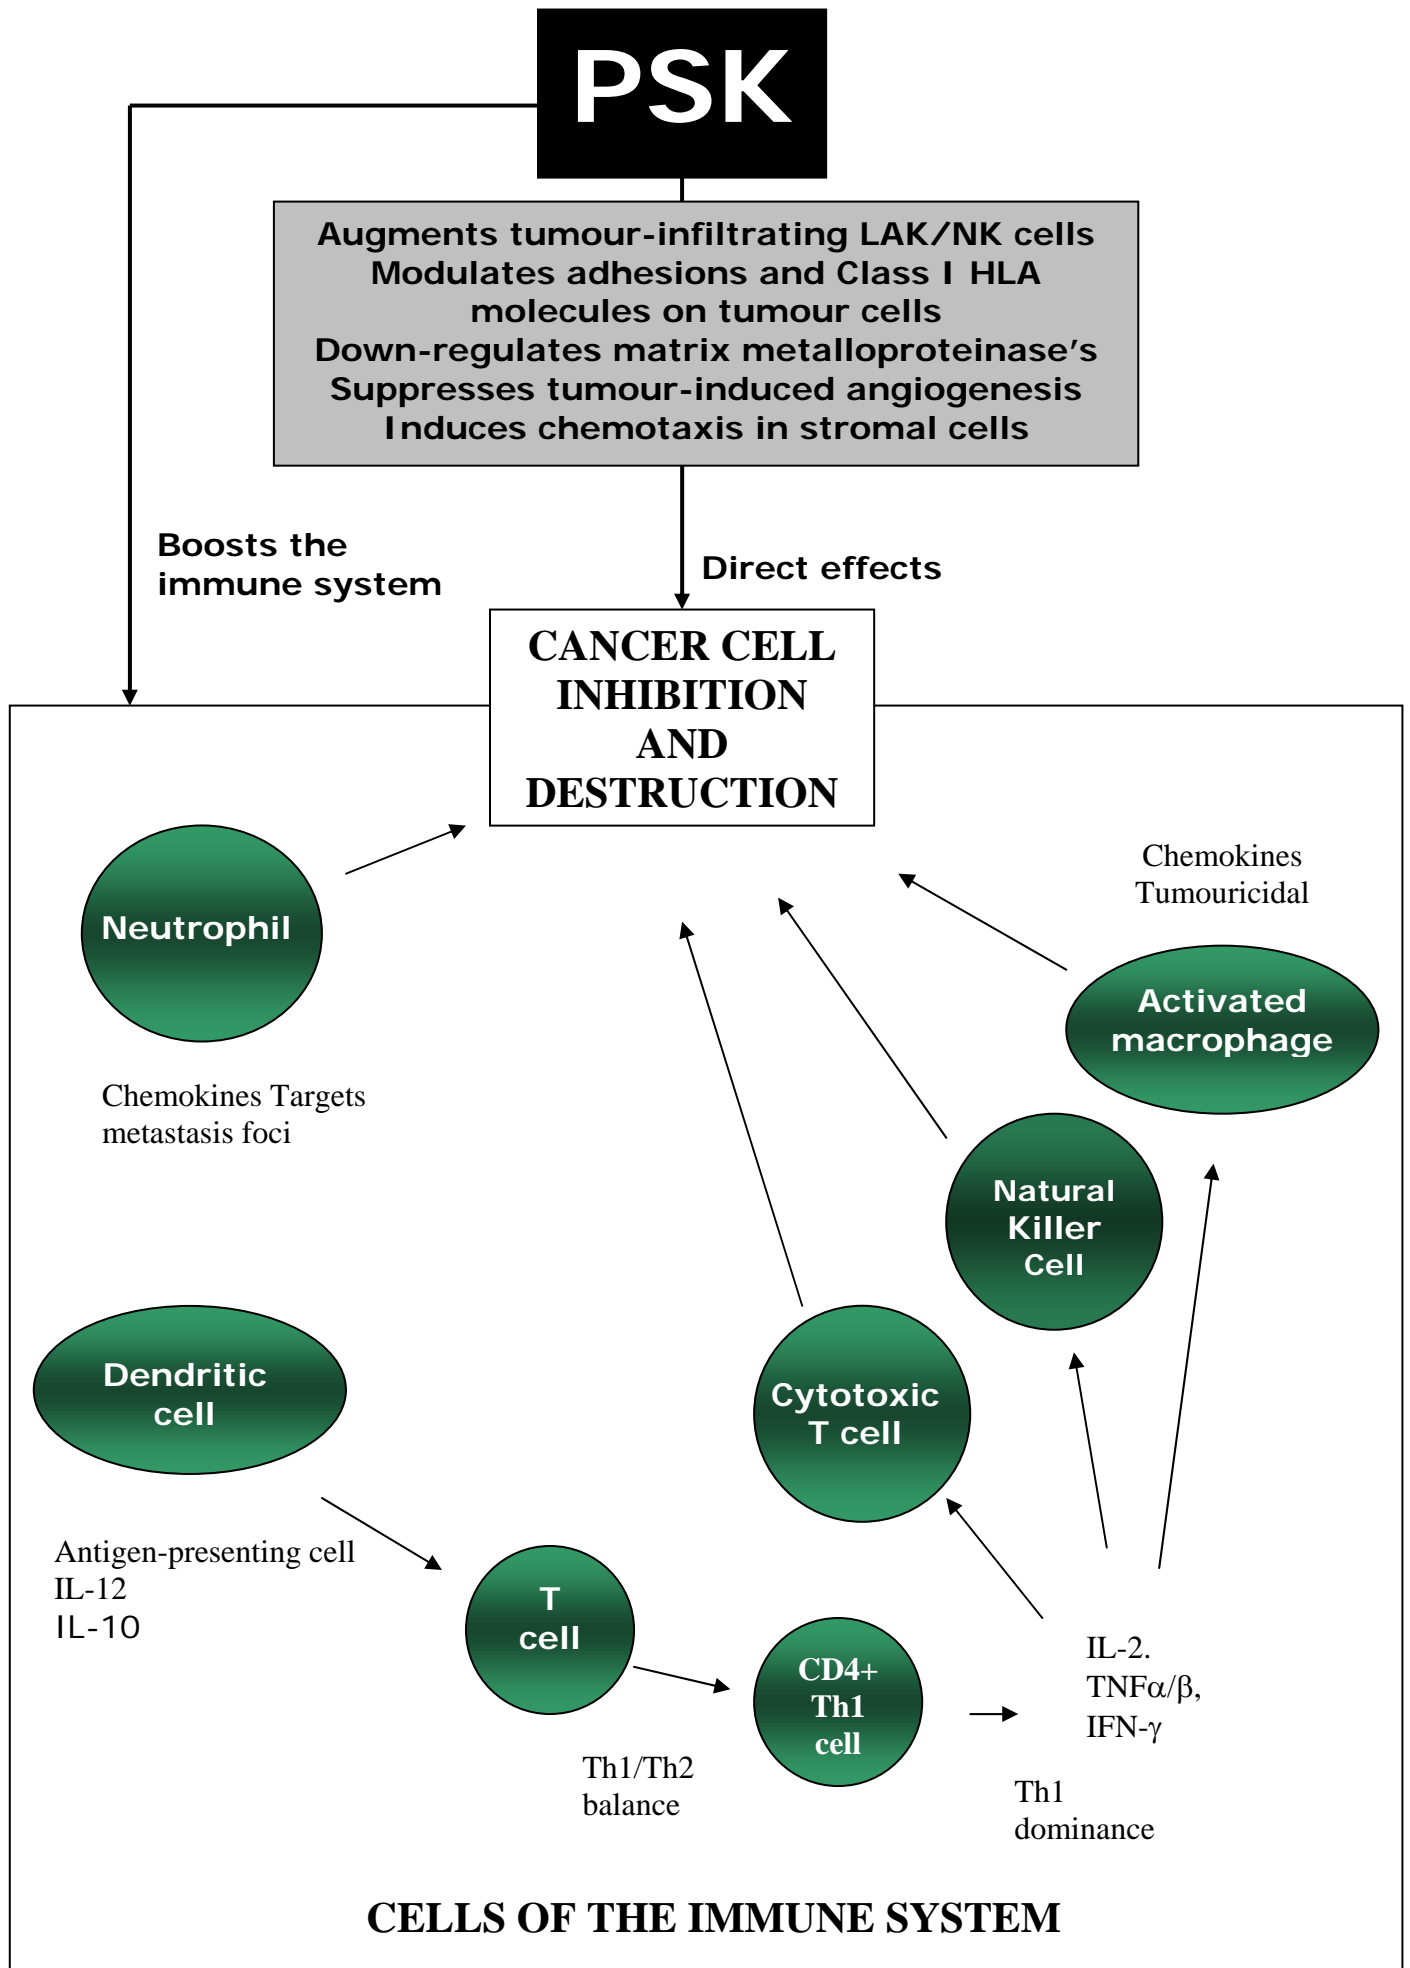 PSK
Augments tumour-infiltrating LAK/NK cells
Modulates adhesions and Class I HLA
molecules on tumour cells
Down-regulates matrix metalloproteinase's
Suppresses tumour-induced angiogenesis
Induces chemotaxis in stromal cells
Boosts the
immune system
Direct effects
CANCER CELL
INHIBITION
AND
DESTRUCTION
Neutrophil
Chemokines Targets
metastasis foci
Chemokines
Tumouricidal
Activated
macrophage
Natural
Killer
Cell
Dendritic
cell
Cytotoxic
T cell
Antigen-presenting cell
IL-12
IL-10
T
cell
CD4+
Th1
cell
IL-2.
TNFα/β,
IFN-γ
Th1/Th2
balance
Th1
dominance
CELLS OF THE IMMUNE SYSTEM